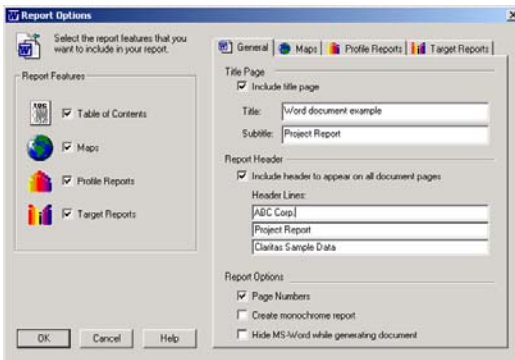 Report Options
Select the report features that you
want to include in your report.
Report Features
Table of Contents
Maps
Profile Reports
Target Reports
OK
Cancel
Help
General
Maps
Profile Reports
Target Reports
Title Page
Include title page
Title:
Word document example
Subtitle:
Project Report
Report Header
Include header to appear on all document pages
Header Lines:
ABC Corp.
Project Report
Claritas Sample Data
Report Options
Page Numbers
Create monochrome report
Hide MS-Word while generating document